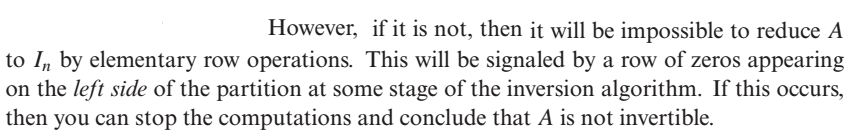 However, if it is not, then it will be impossible to reduce A
to Iₙ by elementary row operations. This will be signaled by a row of zeros appearing
on the left side of the partition at some stage of the inversion algorithm. If this occurs,
then you can stop the computations and conclude that A is not invertible.